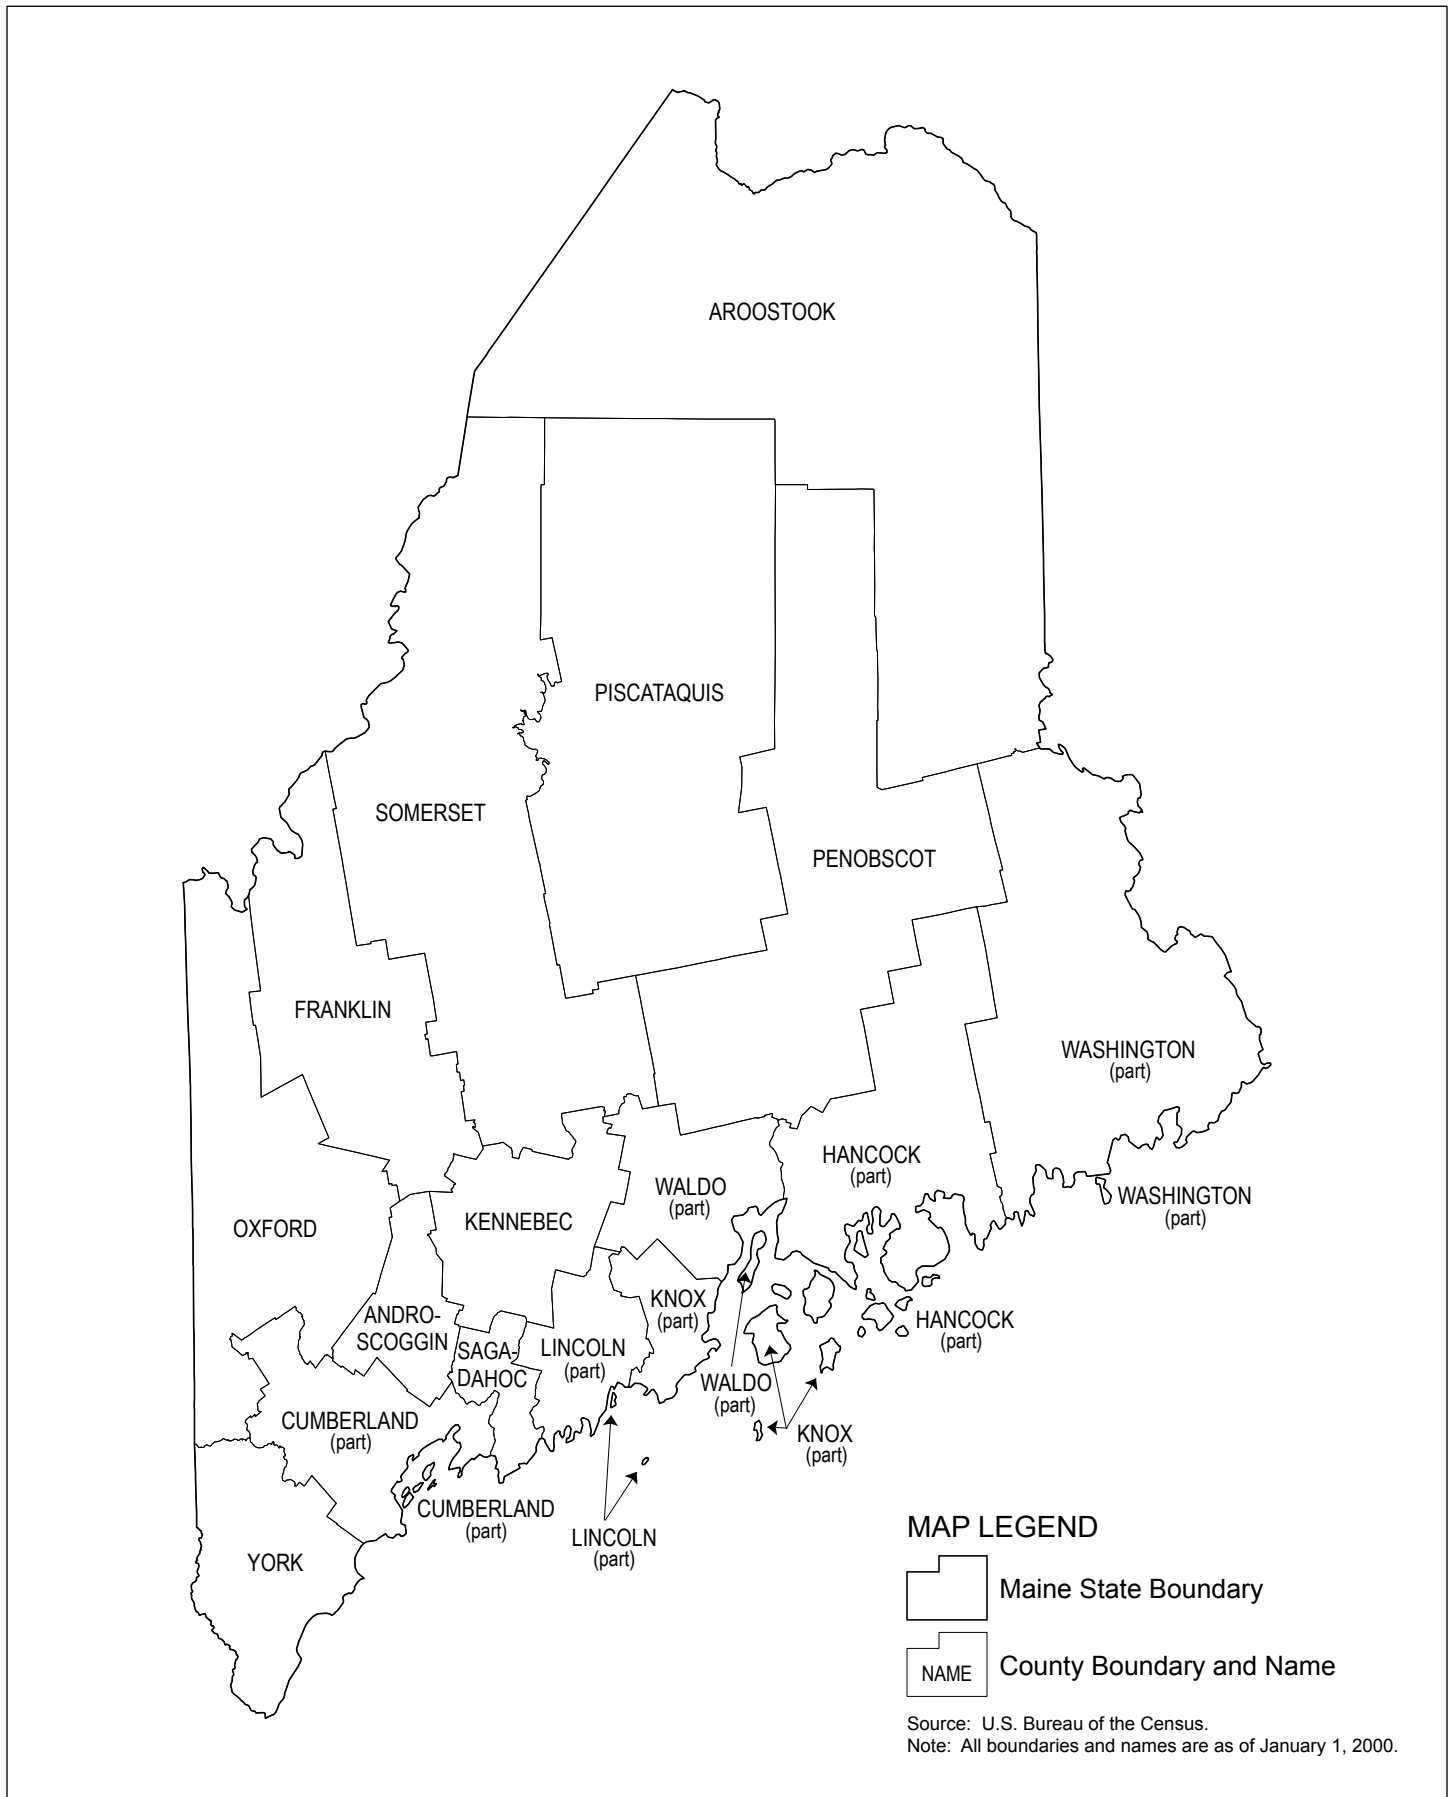 AROOSTOOK
PISCATAQUIS
SOMERSET
PENOBSCOT
FRANKLIN
WASHINGTON
(part)
HANCOCK
(part)
WALDO
(part)
WASHINGTON
(part)
OXFORD
KENNEBEC
KNOX
(part)
ANDRO-
SCOGGIN
HANCOCK
(part)
SAGA-
DAHOC
LINCOLN
(part)
WALDO
(part)
CUMBERLAND
(part)
KNOX
(part)
CUMBERLAND
(part)
LINCOLN
(part)
YORK
MAP LEGEND
Maine State Boundary
NAME
County Boundary and Name
Source: U.S. Bureau of the Census.
Note: All boundaries and names are as of January 1, 2000.